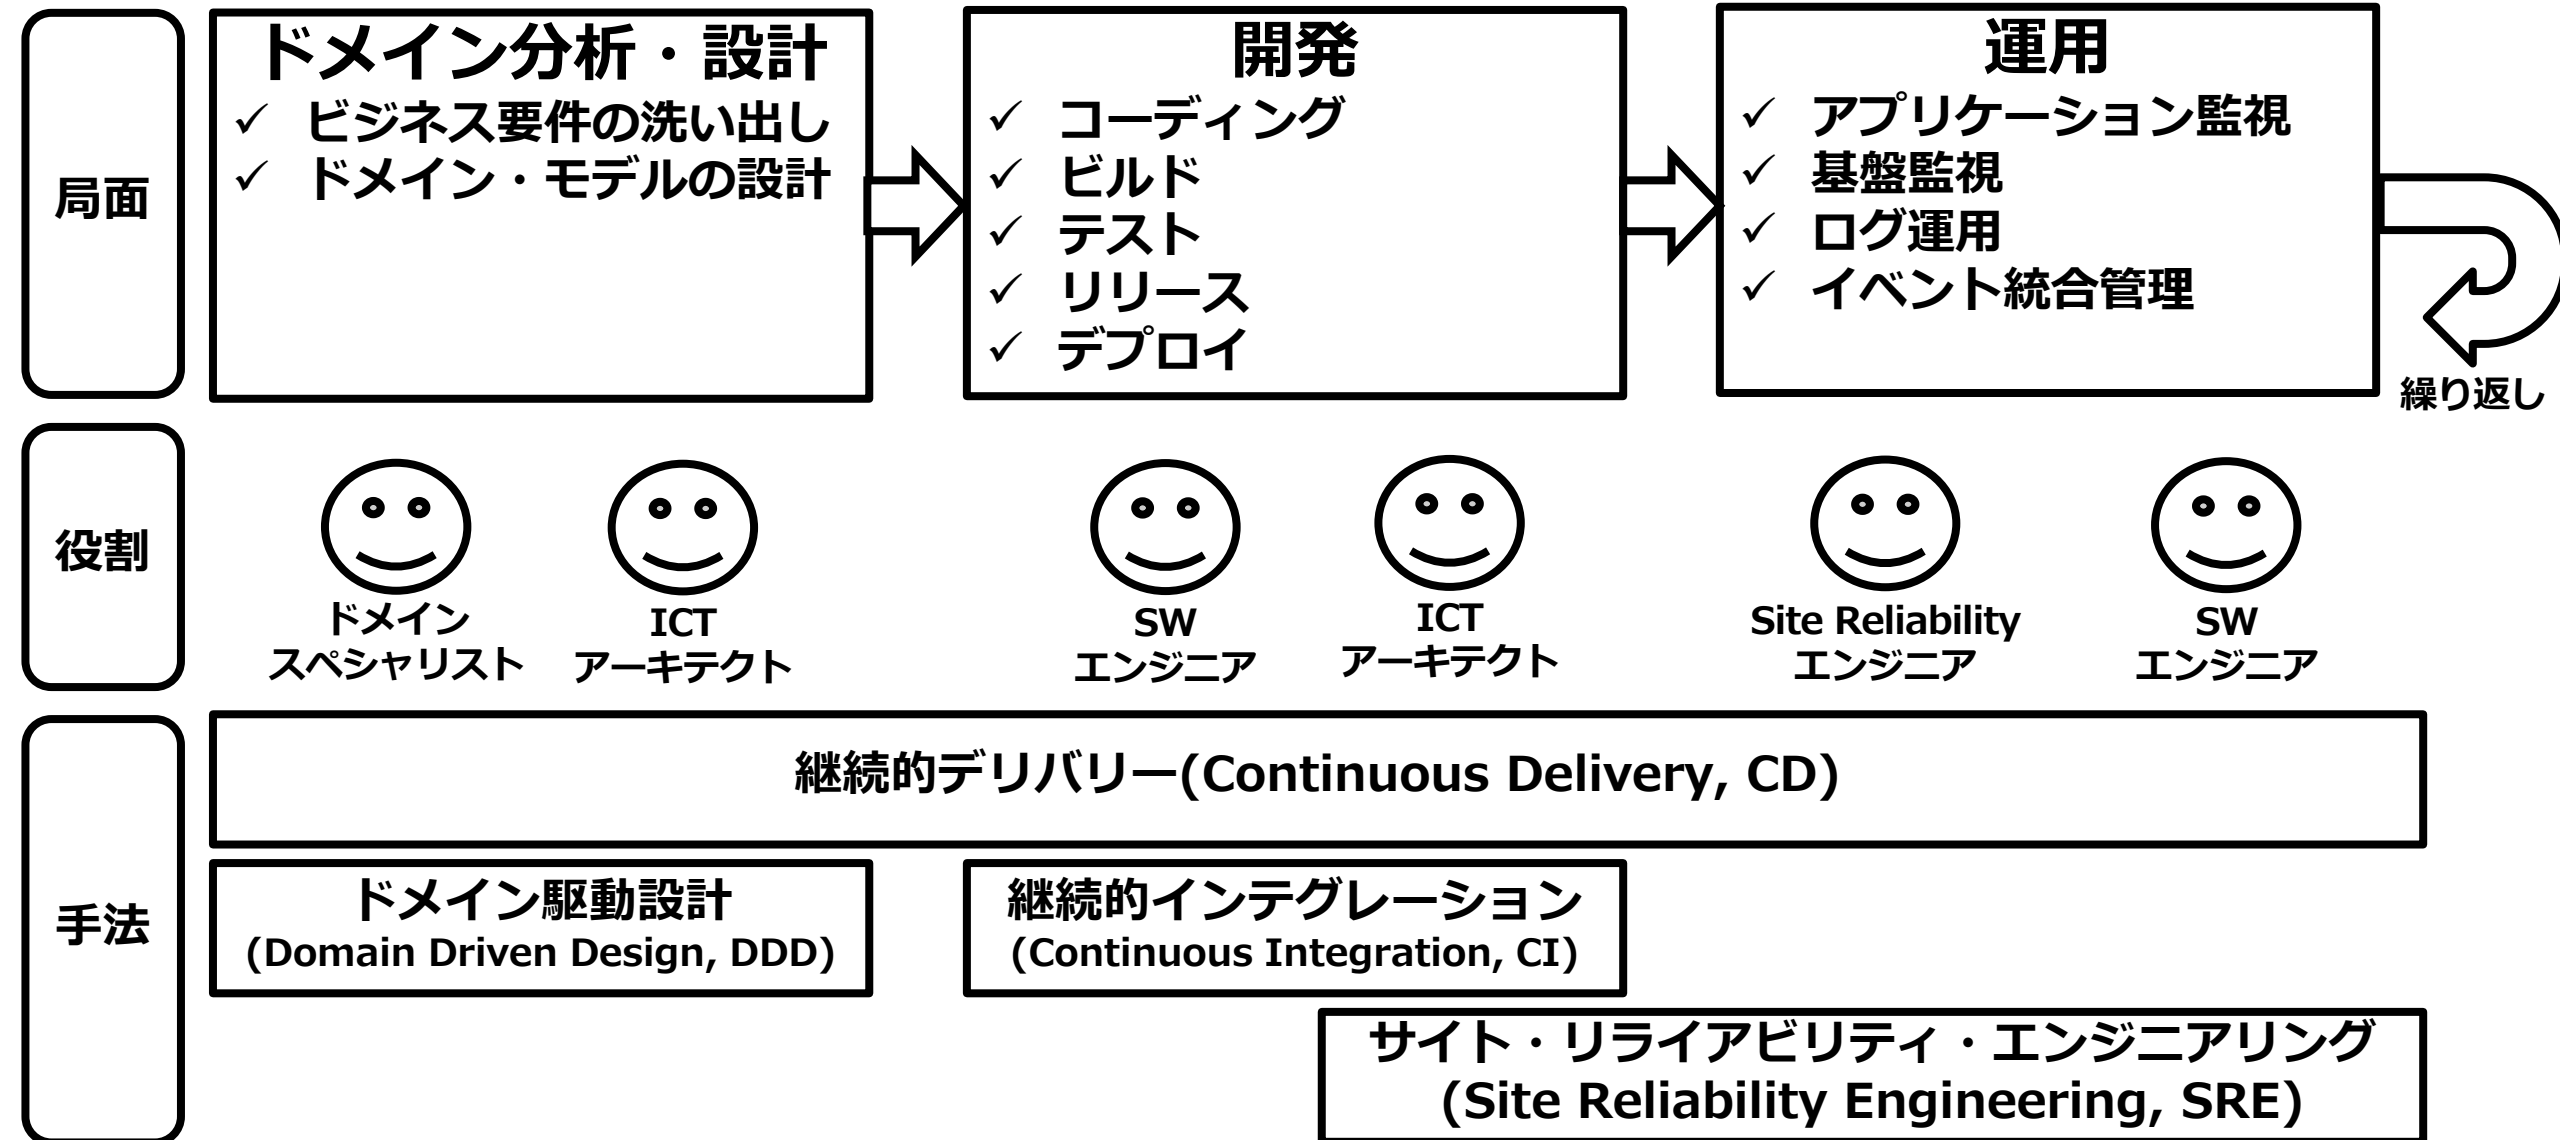 局面
ドメイン分析・設計
✓ ビジネス要件の洗い出し
✓ ドメイン・モデルの設計
開発
✓ コーディング
✓ ビルド
✓ テスト
✓ リリース
✓ デプロイ
運用
✓ アプリケーション監視
✓ 基盤監視
✓ ログ運用
✓ イベント統合管理
繰り返し
役割
ドメイン
スペシャリスト
ICT
アーキテクト
SW
エンジニア
ICT
アーキテクト
Site Reliability
エンジニア
SW
エンジニア
手法
継続的デリバリー(Continuous Delivery, CD)
ドメイン駆動設計
(Domain Driven Design, DDD)
継続的インテグレーション
(Continuous Integration, CI)
サイト・リライアビリティ・エンジニアリング
(Site Reliability Engineering, SRE)